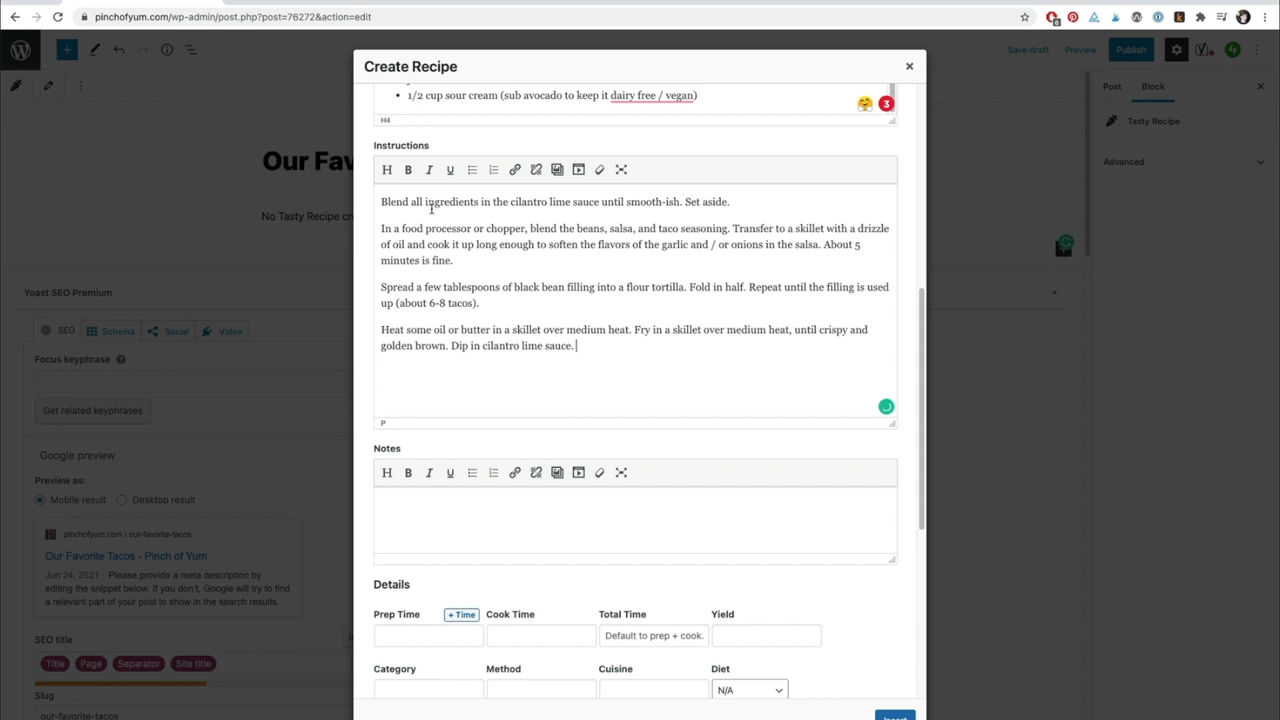 pinchofyum.com/wp-admin/post.php?post=76272&action=edit
6
Save draft
Preview
Publish
Create Recipe
Post
Block
1/2 cup sour cream (sub avocado to keep it dairy free / vegan)
3
H4
Tasty Recipe
Instructions
Our Fav
Advanced
H B I U
Blend all ingredients in the cilantro lime sauce until smooth-ish. Set aside.
No Tasty Recipe c
In a food processor or chopper, blend the beans, salsa, and taco seasoning. Transfer to a skillet with a drizzle
of oil and cook it up long enough to soften the flavors of the garlic and / or onions in the salsa. About 5
minutes is fine.
Yoast SEO Premium
Spread a few tablespoons of black bean filling into a flour tortilla. Fold in half. Repeat until the filling is used
up (about 6-8 tacos).
SEO
Schema
Social
Video
Heat some oil or butter in a skillet over medium heat. Fry in a skillet over medium heat, until crispy and
golden brown. Dip in cilantro lime sauce.
Focus keyphrase
Get related keyphrases
P
Notes
H B I U
Google preview
Preview as:
Mobile result
Desktop result
pinchofyum.com › our-favorite-tacos
Our Favorite Tacos - Pinch of Yum
Jun 24, 2021 - Please provide a meta description by
editing the snippet below. If you don't, Google will try to find
a relevant part of your post to show in the search results.
Details
Prep Time
+ Time
Cook Time
Total Time
Yield
Default to prep + cook.
SEO title
Title
Page
Separator
Site title
Category
Method
Cuisine
Diet
N/A
Slug
our-favorite-tacos
Insert